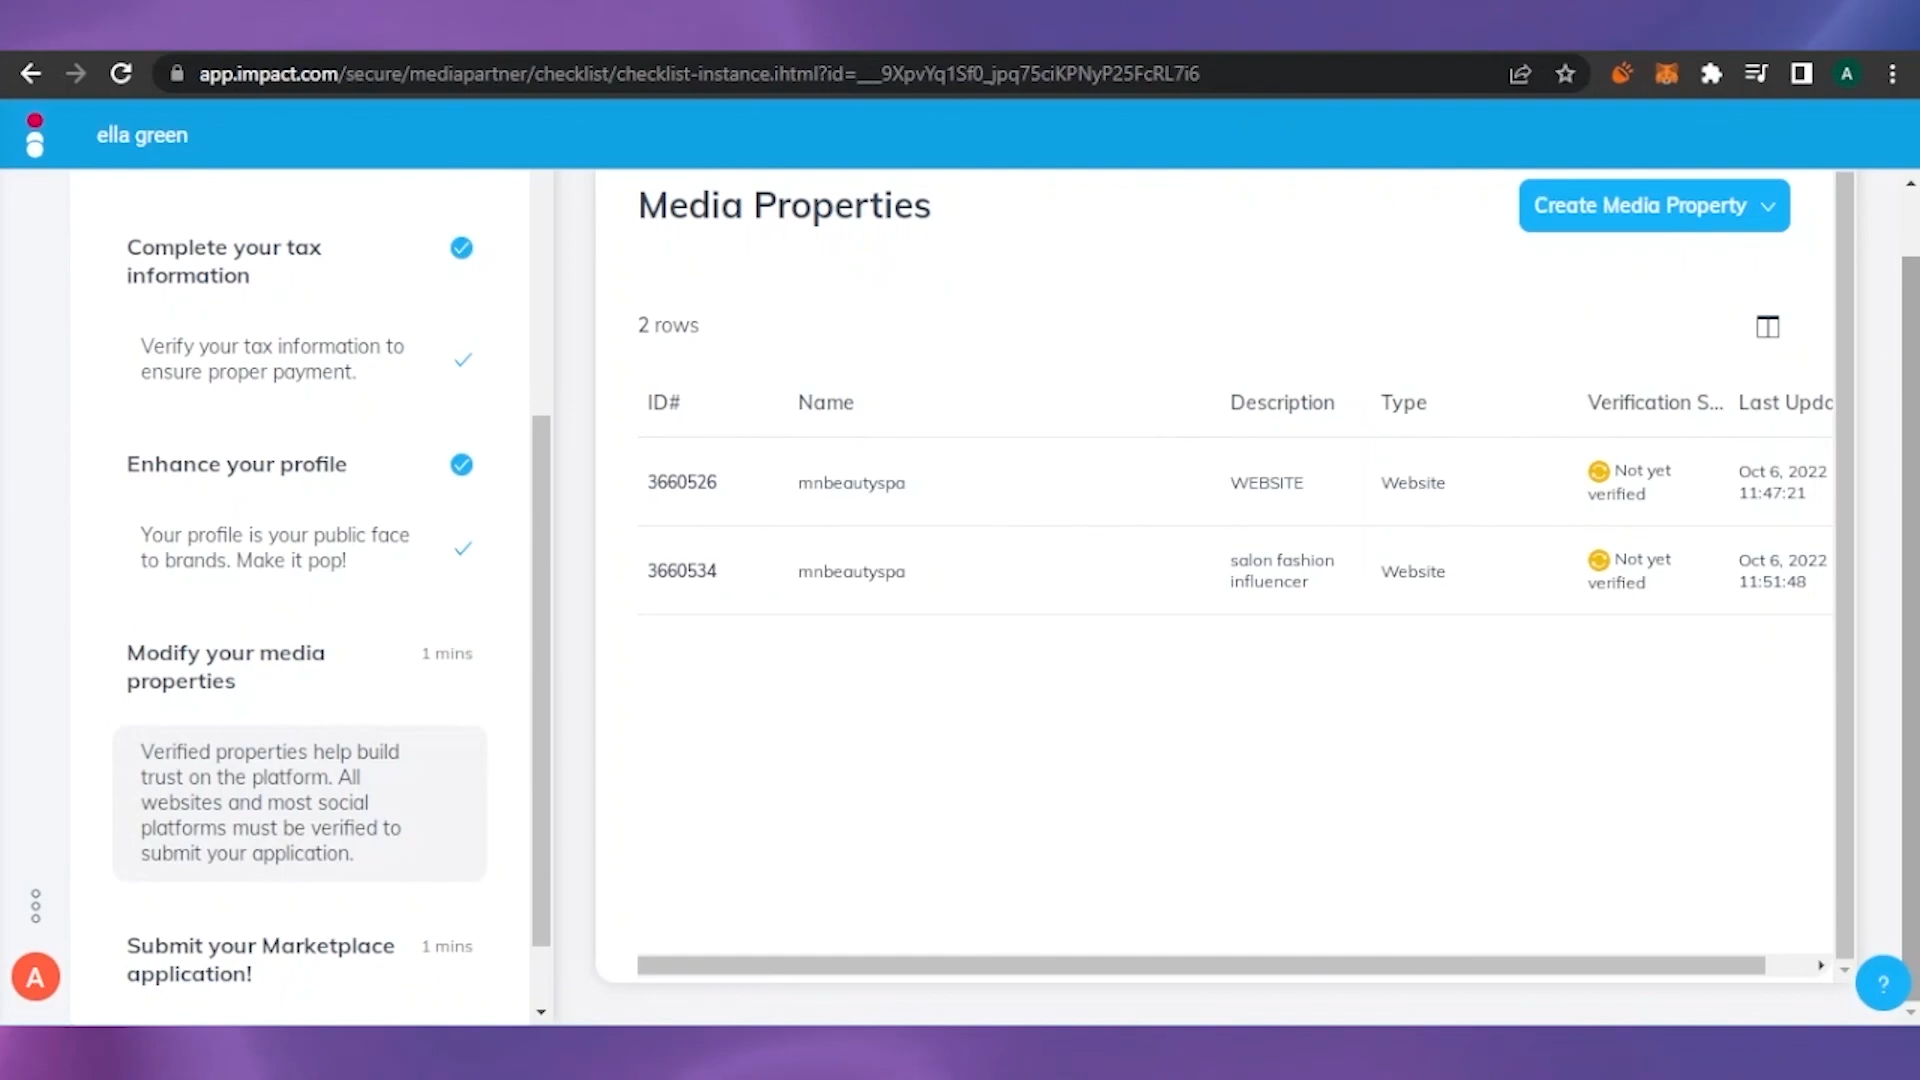 app.impact.com/secure/mediapartner/checklist/checklist-instance.ihtml?id=___9XpvYq1Sf0_jpq75ciKPNyP25FcRL7i6
A
ella green
Complete your tax
information
Verify your tax information to
ensure proper payment.
Enhance your profile
Your profile is your public face
to brands. Make it pop!
Modify your media
properties
1 mins
Verified properties help build
trust on the platform. All
websites and most social
platforms must be verified to
submit your application.
Submit your Marketplace
application!
1 mins
A
Media Properties
Create Media Property
2 rows
ID# Name Description Type Verification S... Last Upda
3660526 mnbeautyspa WEBSITE Website Not yet
verified
Oct 6, 2022
11:47:21
3660534 mnbeautyspa salon fashion
influencer
Website Not yet
verified
Oct 6, 2022
11:51:48
?